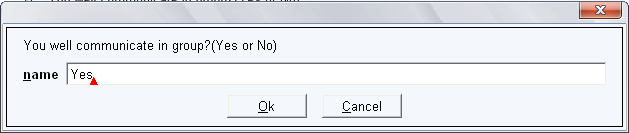 You well communicate in group?(Yes or No)
name Yes
Ok Cancel